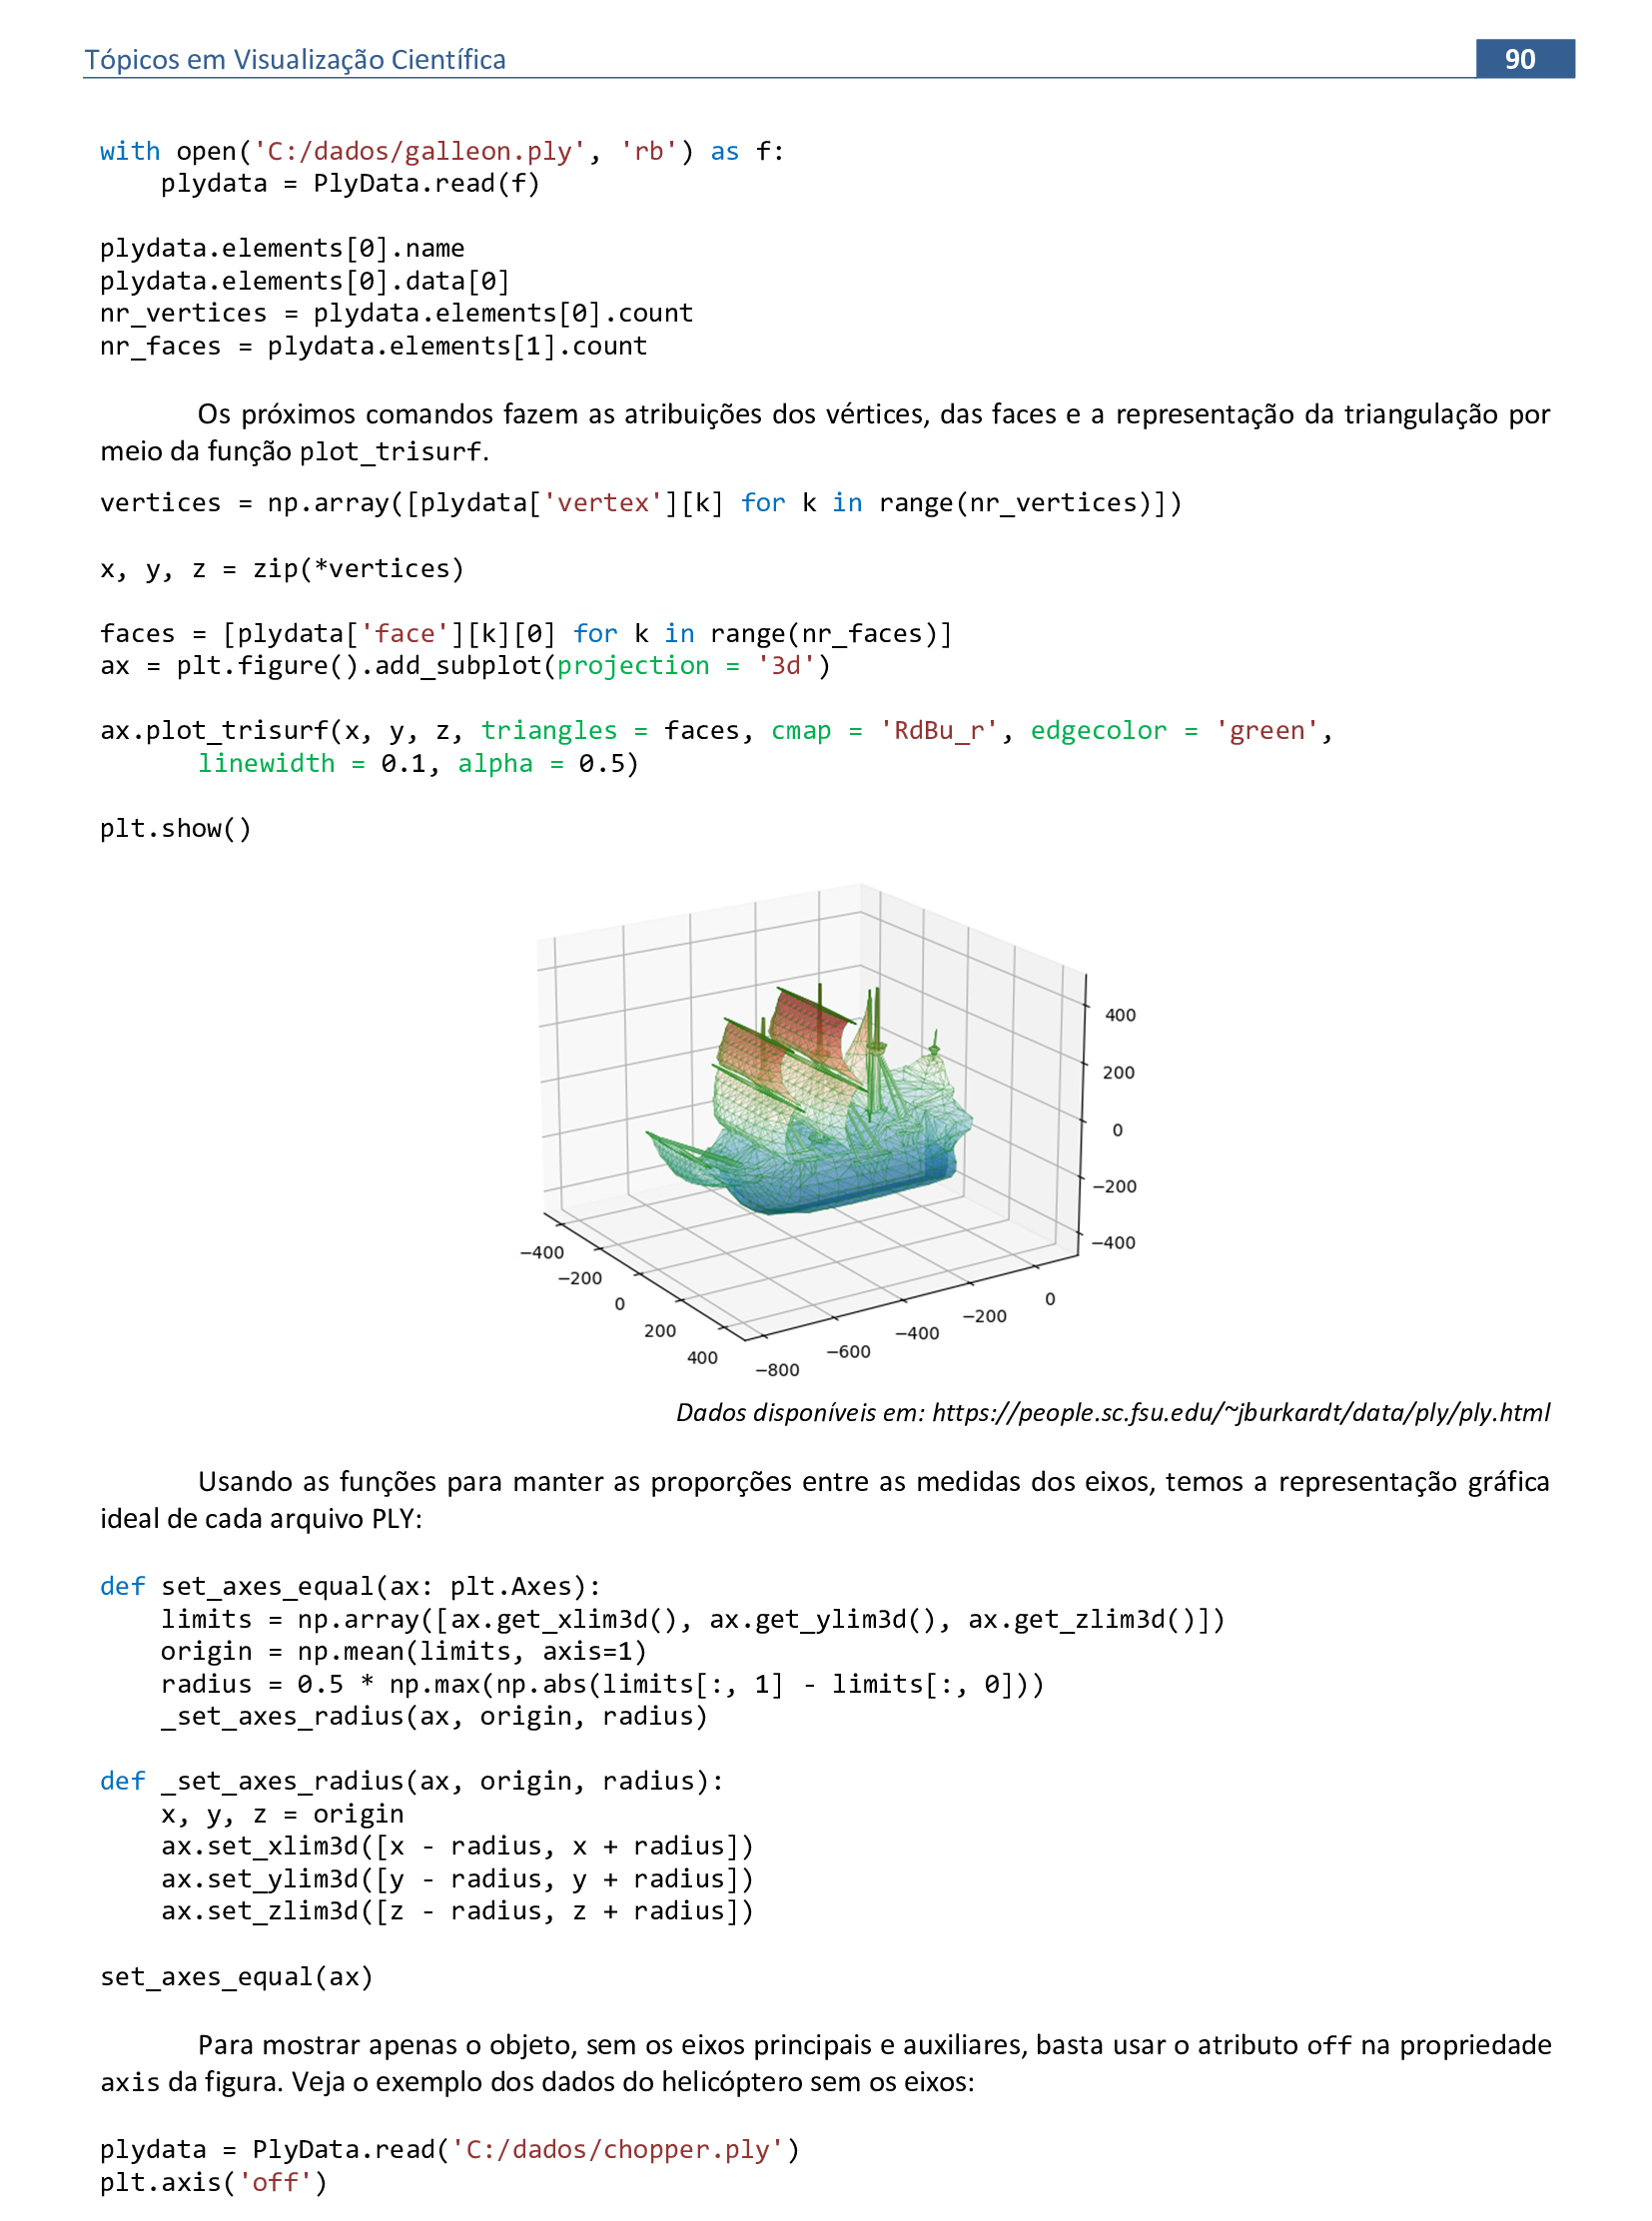 Tópicos em Visualização Científica 90
with open('C:/dados/galleon.ply', 'rb') as f:
    plydata = PlyData.read(f)
plydata.elements[0].name
plydata.elements[0].data[0]
nr_vertices = plydata.elements[0].count
nr_faces = plydata.elements[1].count
Os próximos comandos fazem as atribuições dos vértices, das faces e a representação da triangulação por
meio da função plot_trisurf.
vertices = np.array([plydata['vertex'][k] for k in range(nr_vertices)])
x, y, z = zip(*vertices)
faces = [plydata['face'][k][0] for k in range(nr_faces)]
ax = plt.figure().add_subplot(projection = '3d')
ax.plot_trisurf(x, y, z, triangles = faces, cmap = 'RdBu_r', edgecolor = 'green',
linewidth = 0.1, alpha = 0.5)
plt.show()
400
200
0
−200
−400
−400
−200
0
200
400
−800
−600
−400
−200
0
Dados disponíveis em: https://people.sc.fsu.edu/~jburkardt/data/ply/ply.html
Usando as funções para manter as proporções entre as medidas dos eixos, temos a representação gráfica
ideal de cada arquivo PLY:
def set_axes_equal(ax: plt.Axes):
    limits = np.array([ax.get_xlim3d(), ax.get_ylim3d(), ax.get_zlim3d()])
    origin = np.mean(limits, axis=1)
    radius = 0.5 * np.max(np.abs(limits[:, 1] - limits[:, 0]))
    _set_axes_radius(ax, origin, radius)
def _set_axes_radius(ax, origin, radius):
    x, y, z = origin
    ax.set_xlim3d([x - radius, x + radius])
    ax.set_ylim3d([y - radius, y + radius])
    ax.set_zlim3d([z - radius, z + radius])
set_axes_equal(ax)
Para mostrar apenas o objeto, sem os eixos principais e auxiliares, basta usar o atributo off na propriedade
axis da figura. Veja o exemplo dos dados do helicóptero sem os eixos:
plydata = PlyData.read('C:/dados/chopper.ply')
plt.axis('off')